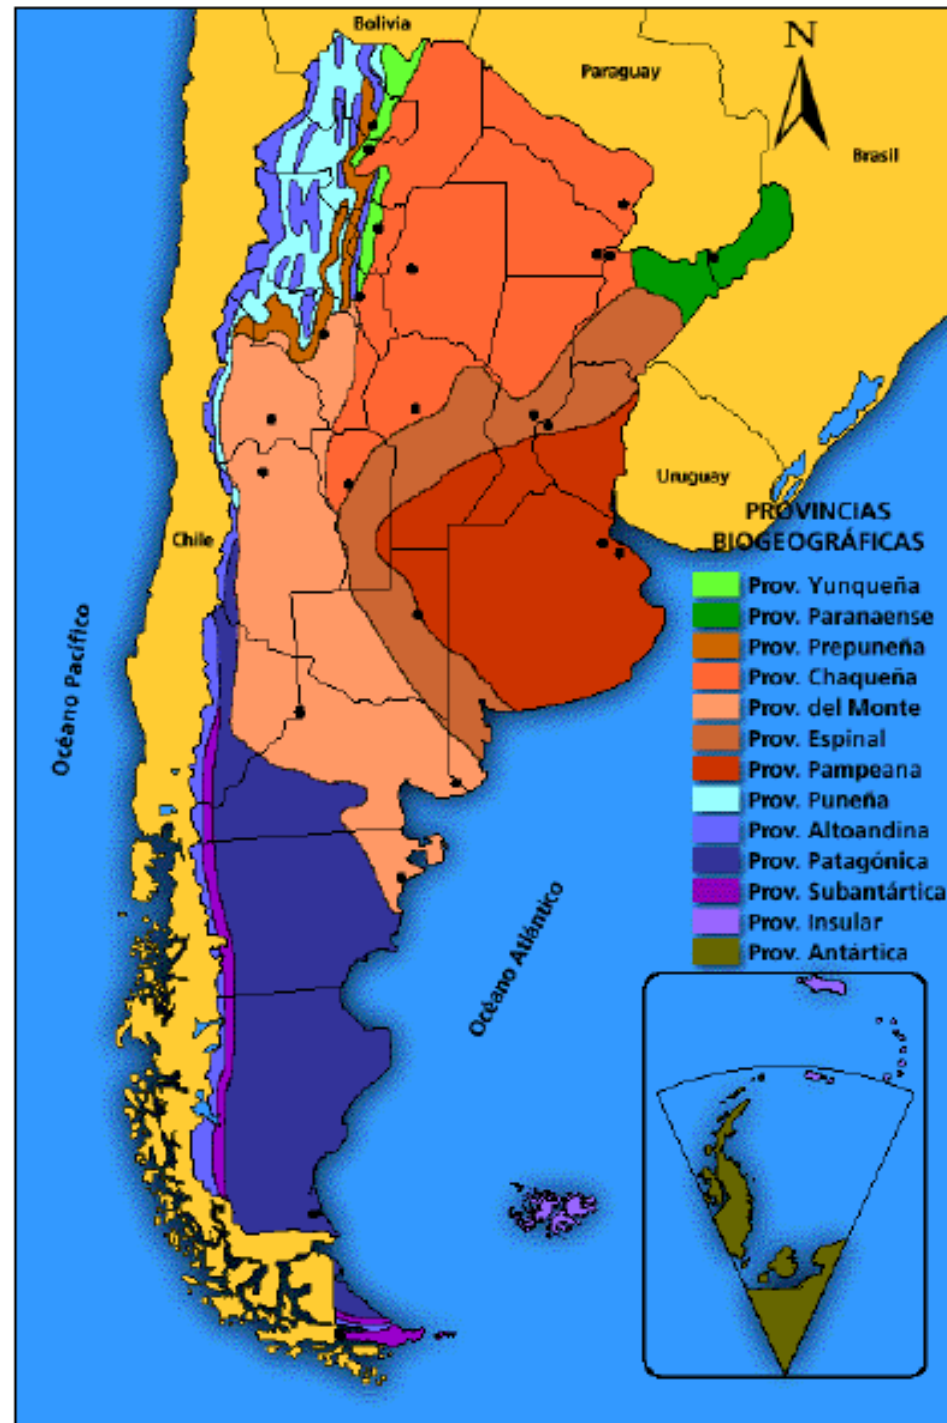 Bolivia
N
Paraguay
Brasil
Uruguay
Chile
Océano Pacífico
Océano Atlántico
PROVINCIAS
BIOGEOGRÁFICAS
Prov. Yunqueña
Prov. Paranaense
Prov. Prepuneña
Prov. Chaqueña
Prov. del Monte
Prov. Espinal
Prov. Pampeana
Prov. Puneña
Prov. Altoandina
Prov. Patagónica
Prov. Subantártica
Prov. Insular
Prov. Antártica